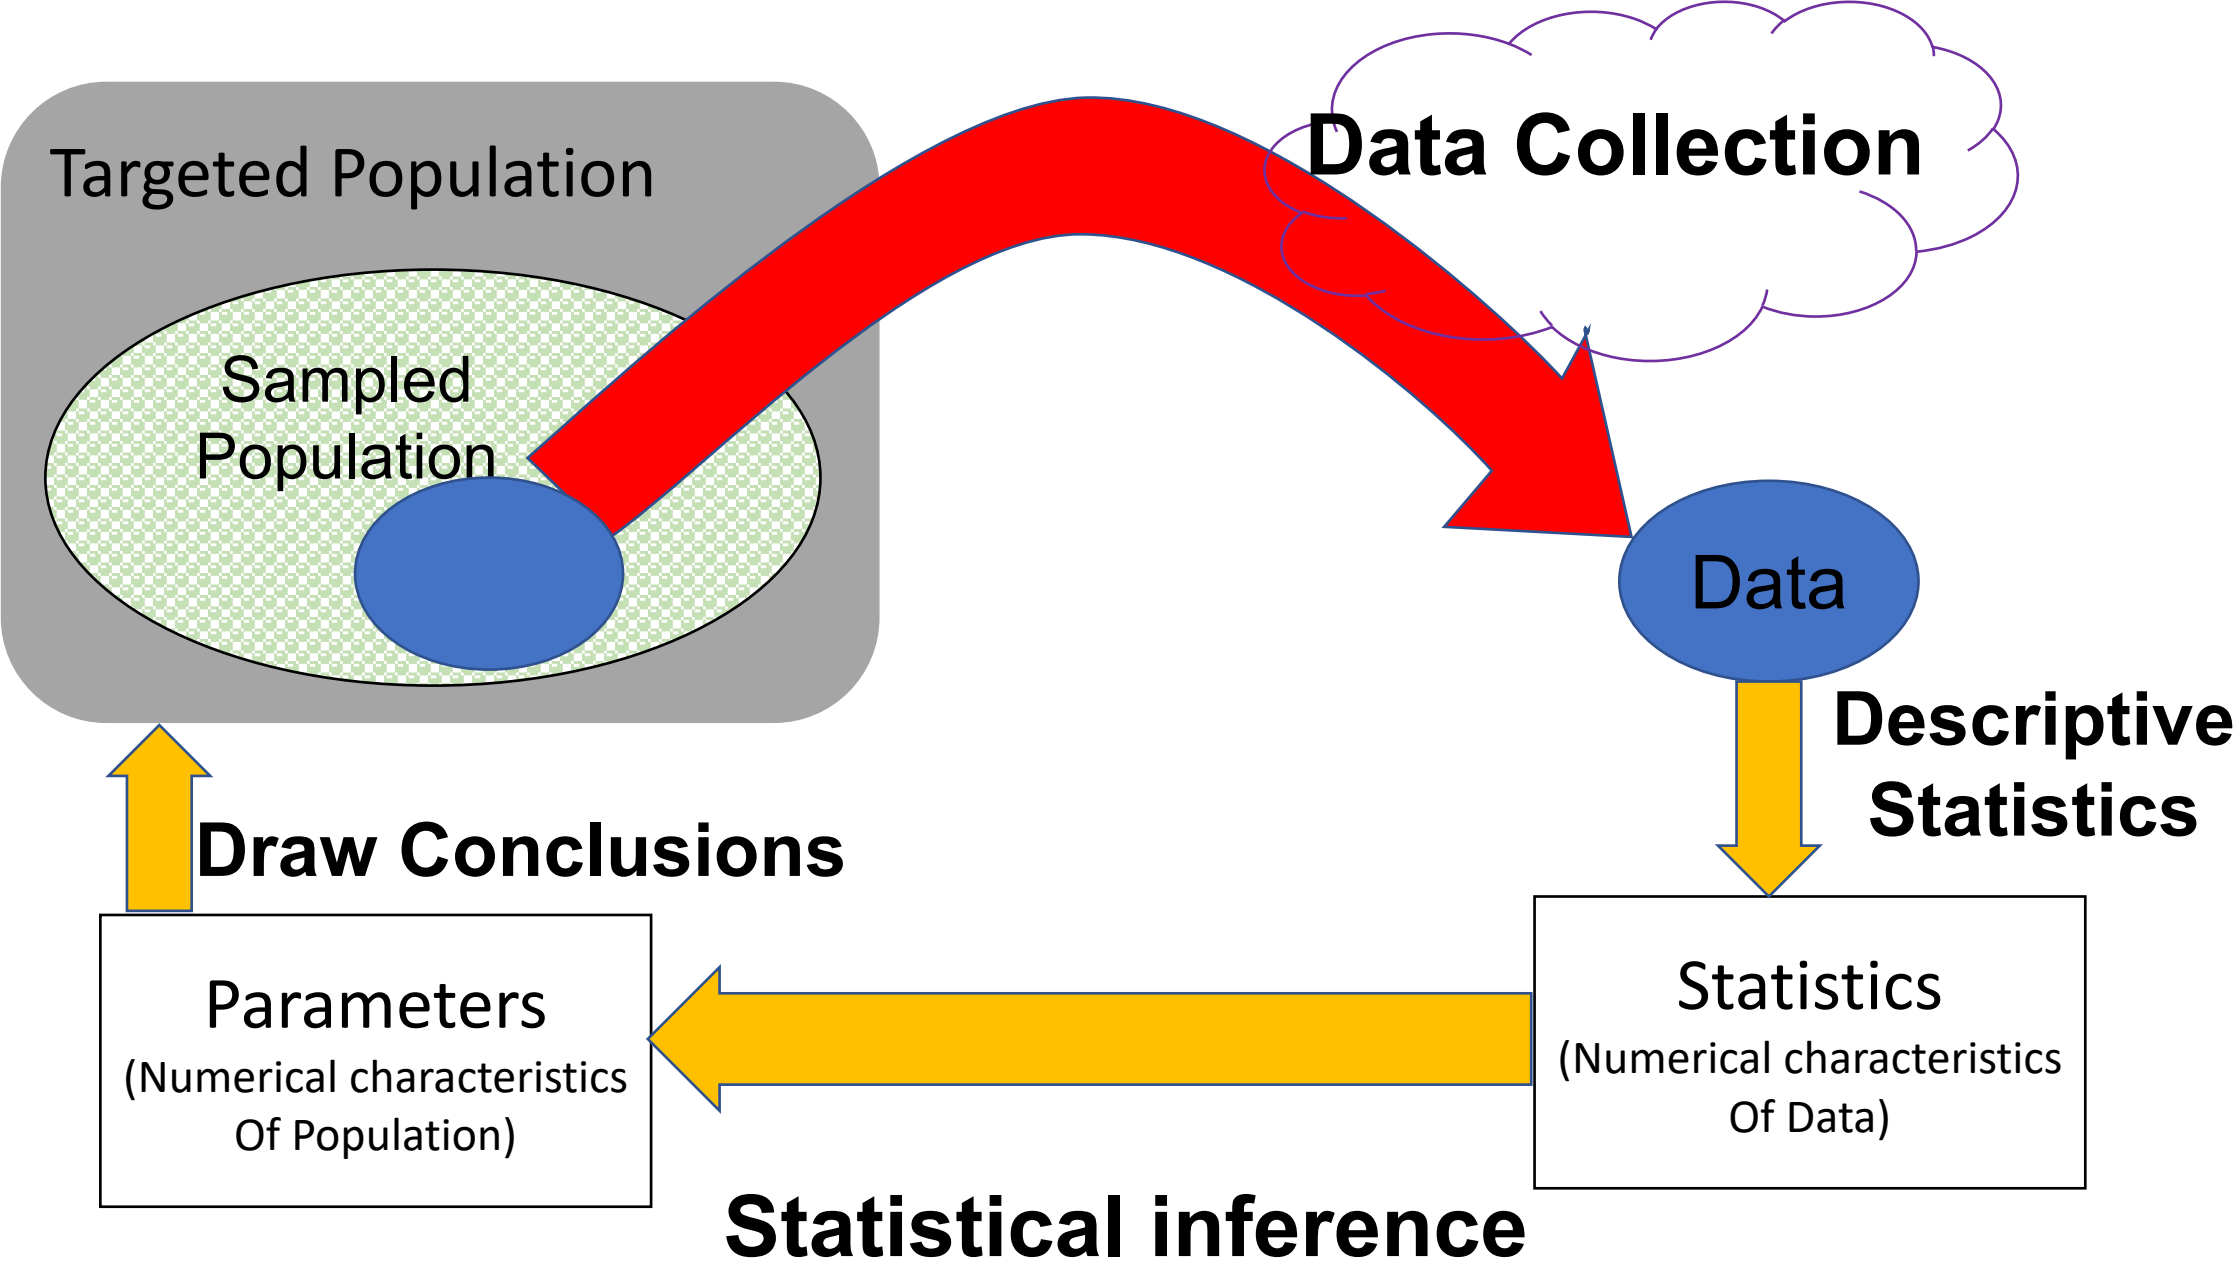 Data Collection
Targeted Population
Sampled
Population
Data
Descriptive
Statistics
Draw Conclusions
Parameters
(Numerical characteristics
Of Population)
Statistics
(Numerical characteristics
Of Data)
Statistical inference